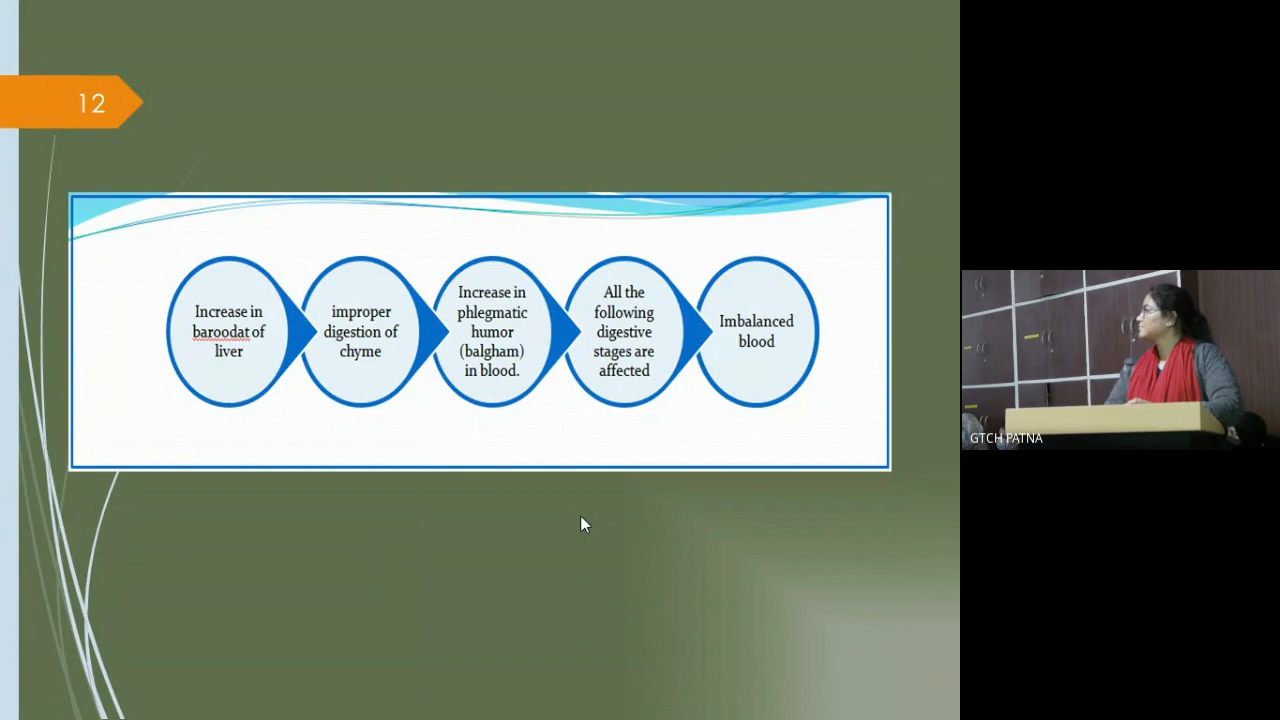 12
Increase in
baroodat of
liver
improper
digestion of
chyme
Increase in
phlegmatic
humor
(balgham)
in blood.
All the
following
digestive
stages are
affected
Imbalanced
blood
GTCH PATNA